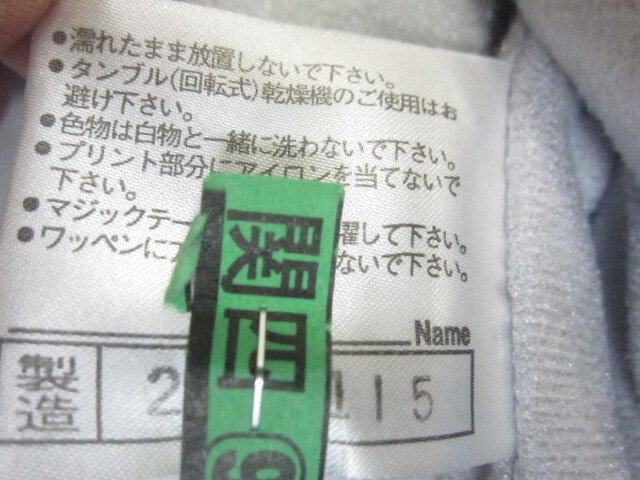 ●濡れたまま放置しないで下さい。
●タンブル(回転式)乾燥機のご使用はお
避け下さい。
●色物は白物と一緒に洗わないで下さい。
●プリント部分にアイロンを当てないで
下さい。
●マジックテー 濯して下さい。
●ワッペンに ないで下さい。
Name
製造 2 115
関四⑨